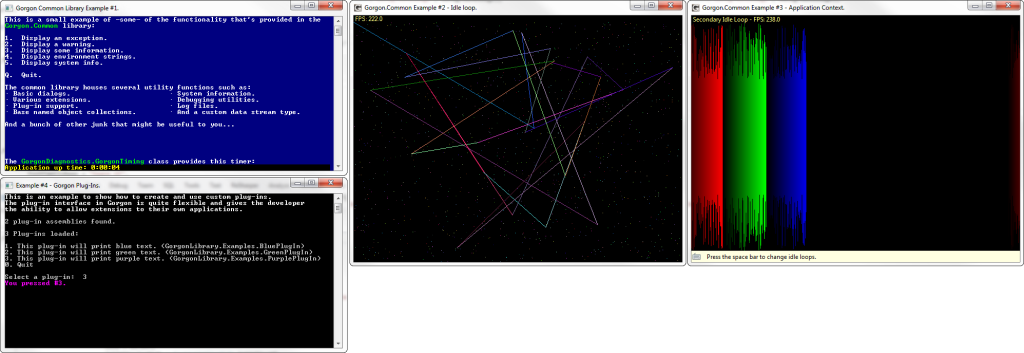 Gorgon Common Library Example #1.
This is a small example of -some- of the functionality that's provided in the
Gorgon.Common library:
1. Display an exception.
2. Display a warning.
3. Display some information.
4. Display environment strings.
5. Display system info.
Q. Quit.
The common library houses several utility functions such as:
· Basic dialogs. · System information.
· Various extensions. · Debugging utilities.
· Plug-in support. · Log files.
· Base named object collections. · And a custom data stream type.
And a bunch of other junk that might be useful to you...
The GorgonDiagnostics.GorgonTiming class provides this timer:
Application up time: 0:00:04
Gorgon.Common Example #2 - Idle loop.
FPS: 222.0
Gorgon.Common Example #3 - Application Context.
Secondary Idle Loop - FPS: 238.0
Press the space bar to change idle loops.
Example #4 - Gorgon Plug-Ins.
This is an example to show how to create and use custom plug-ins.
The plug-in interface in Gorgon is quite flexible and gives the developer
the ability to allow extensions to their own applications.
2 plug-in assemblies found.
3 Plug-ins loaded:
1. This plug-in will print blue text. (GorgonLibrary.Examples.BluePlugIn)
2. This plug-in will print green text. (GorgonLibrary.Examples.GreenPlugIn)
3. This plug-in will print purple text. (GorgonLibrary.Examples.PurplePlugIn)
0. Quit
Select a plug-in: 3
You pressed #3.